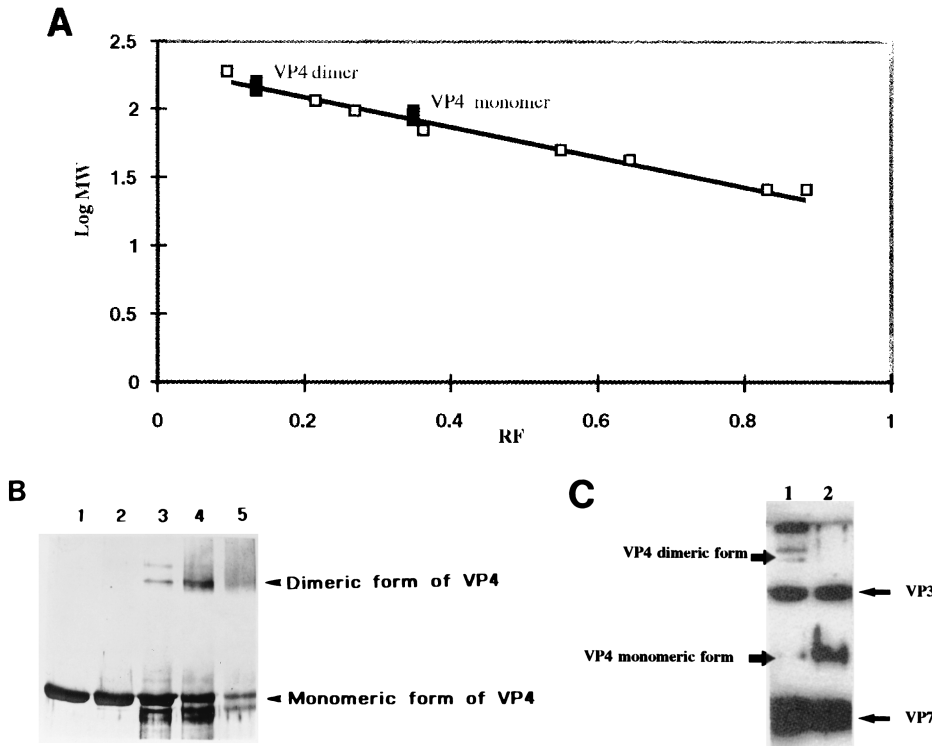 A
2.5
VP4 dimer
2
VP4 monomer
1.5
1
0.5
0
Log MW
0 0.2 0.4 0.6 0.8 1
RF
B
1 2 3 4 5
Dimeric form of VP4
Monomeric form of VP4
C
1 2
VP4 dimeric form
VP3
VP4 monomeric form
VP7